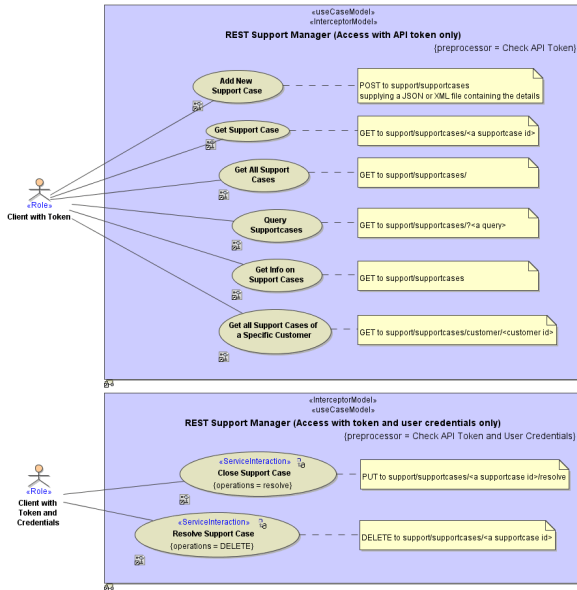 «useCaseModel»
«InterceptorModel»
REST Support Manager (Access with API token only)
{preprocessor = Check API Token}
Add New
Support Case
POST to support/supportcases
supplying a JSON or XML file containing the details
Get Support Case
GET to support/supportcases/<a supportcase id>
Get All Support
Cases
GET to support/supportcases/
«Role»
Client with Token
Query
Supportcases
GET to support/supportcases/?<a query>
Get Info on
Support Cases
GET to support/supportcases
Get all Support Cases of
a Specific Customer
GET to support/supportcases/customer/<customer id>
«InterceptorModel»
«useCaseModel»
REST Support Manager (Access with token and user credentials only)
{preprocessor = Check API Token and User Credentials}
«ServiceInteraction»
Close Support Case
{operations = resolve}
PUT to support/supportcases/<a supportcase id>/resolve
«Role»
Client with
Token and
Credentials
«ServiceInteraction»
Resolve Support Case
{operations = DELETE}
DELETE to support/supportcases/<a supportcase id>